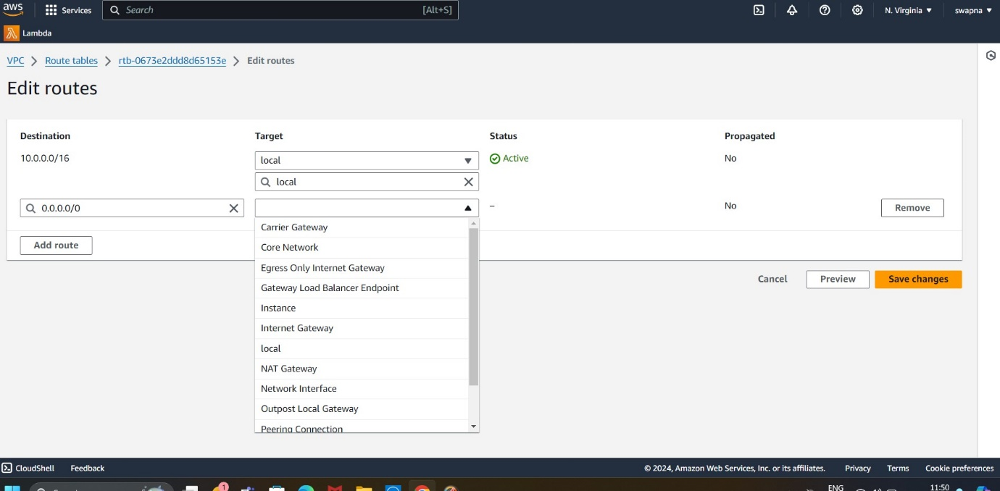 aws
Services
Search
[Alt+S]
N. Virginia
swapna
Lambda
VPC
Route tables
rtb-0673e2ddd8d65153e
Edit routes
Edit routes
Destination Target Status Propagated
10.0.0.0/16 local Active No
local
0.0.0.0/0 – No Remove
Carrier Gateway
Add route
Core Network
Egress Only Internet Gateway
Cancel Preview Save changes
Gateway Load Balancer Endpoint
Instance
Internet Gateway
local
NAT Gateway
Network Interface
Outpost Local Gateway
Peering Connection
CloudShell Feedback © 2024, Amazon Web Services, Inc. or its affiliates. Privacy Terms Cookie preferences
1
ENG
11:50